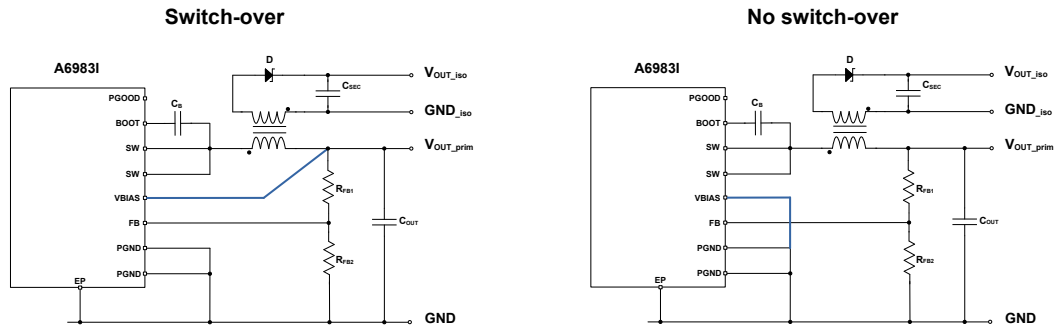 Switch-over
A6983I
D
VOUT_iso
CSEC
PGOOD
CB
GND_iso
BOOT
SW
VOUT_prim
SW
RFB1
VBIAS
FB
COUT
PGND
RFB2
PGND
EP
GND
No switch-over
A6983I
D
VOUT_iso
CSEC
PGOOD
CB
GND_iso
BOOT
SW
VOUT_prim
SW
RFB1
VBIAS
FB
COUT
PGND
RFB2
PGND
EP
GND